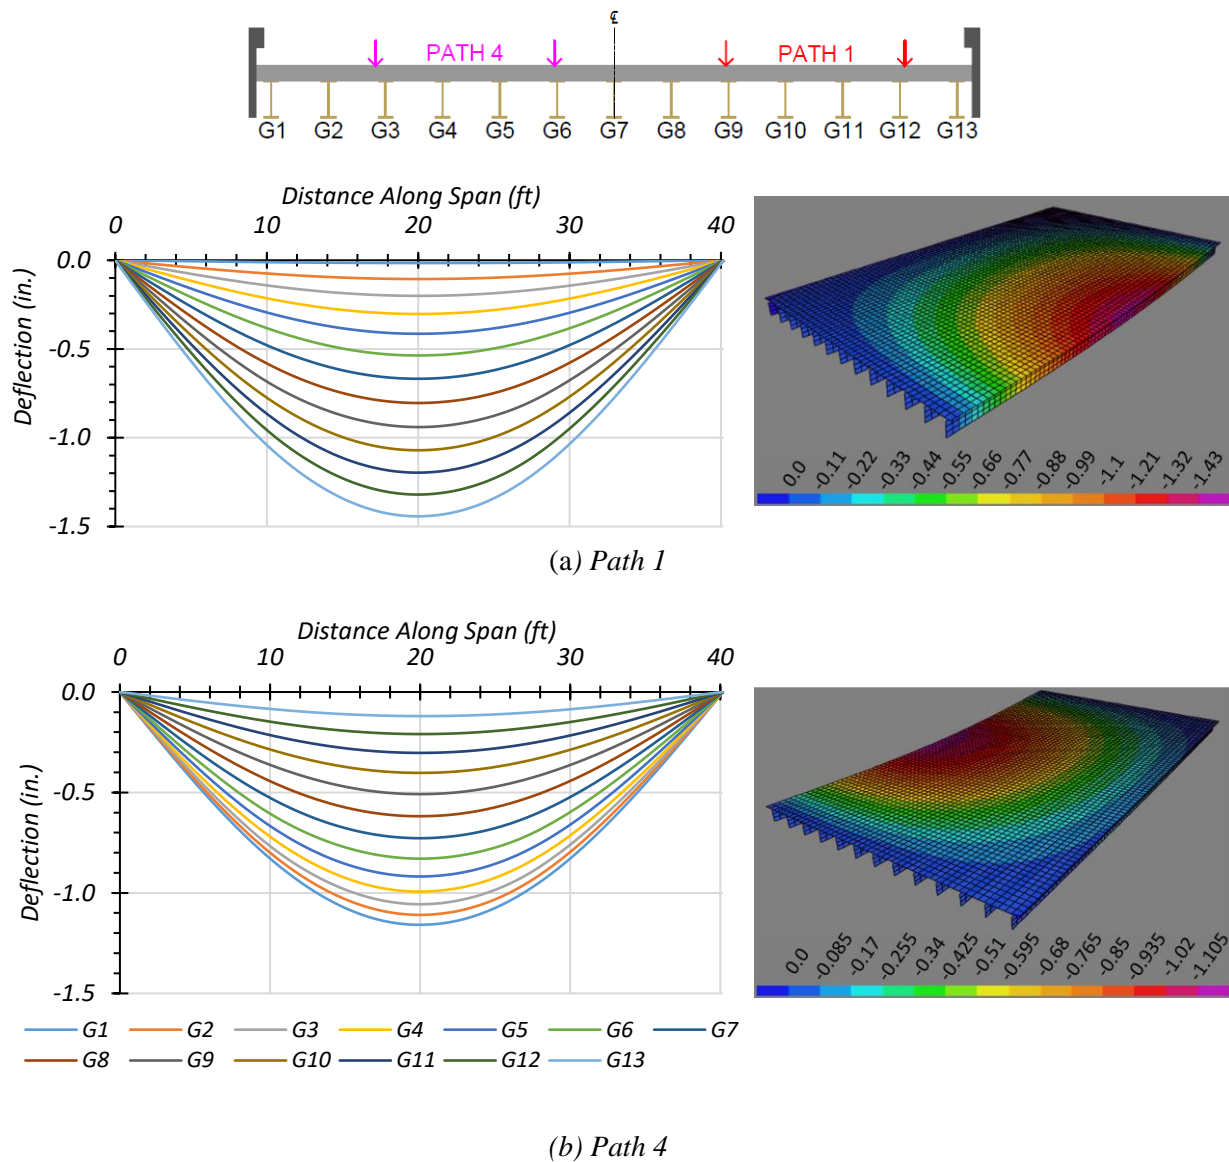 ℄
PATH 4 PATH 1
G1 G2 G3 G4 G5 G6 G7 G8 G9 G10 G11 G12 G13
Distance Along Span (ft)
0 10 20 30 40
Deflection (in.)
0.0
-0.5
-1.0
-1.5
0.0 -0.11 -0.22 -0.33 -0.44 -0.55 -0.66 -0.77 -0.88 -0.99 -1.1 -1.21 -1.32 -1.43
(a) Path 1
Distance Along Span (ft)
0 10 20 30 40
Deflection (in.)
0.0
-0.5
-1.0
-1.5
0.0 -0.085 -0.17 -0.255 -0.34 -0.425 -0.51 -0.595 -0.68 -0.765 -0.85 -0.935 -1.02 -1.105
G1 G2 G3 G4 G5 G6 G7
G8 G9 G10 G11 G12 G13
(b) Path 4